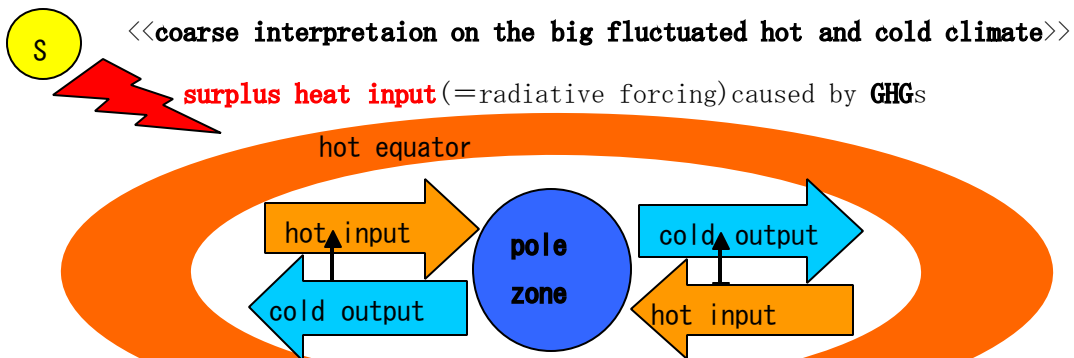 <<coarse interpretaion on the big fluctuated hot and cold climate>>
S
surplus heat input(=radiative forcing)caused by GHGs
hot equator
hot input
cold output
pole
zone
cold output
hot input